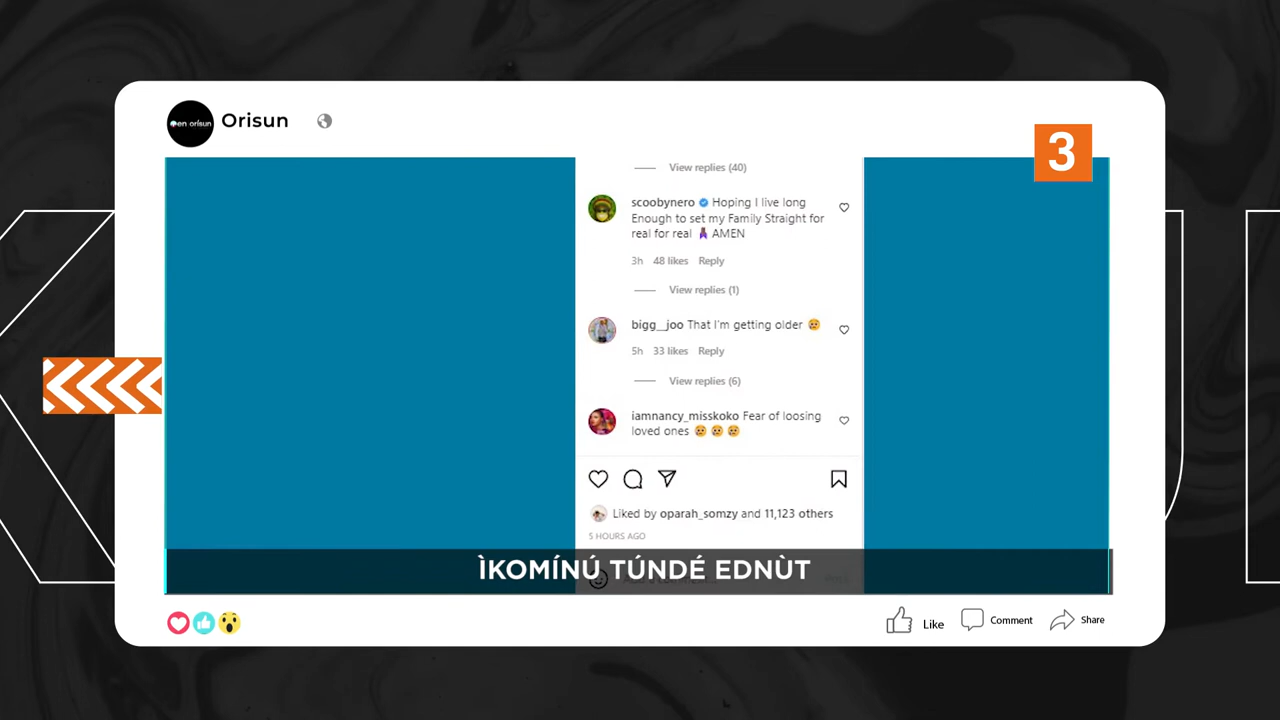 en orísun
Orisun
3
View replies (40)
scoobynero Hoping I live long
Enough to set my Family Straight for
real for real AMEN
3h 48 likes Reply
View replies (1)
bigg__joo That I'm getting older
5h 33 likes Reply
View replies (6)
iamnancy_misskoko Fear of loosing
loved ones
Liked by oparah_somzy and 11,123 others
5 HOURS AGO
ÌKOMÍNÚ TÚNDÉ EDNÙT
Like
Comment
Share